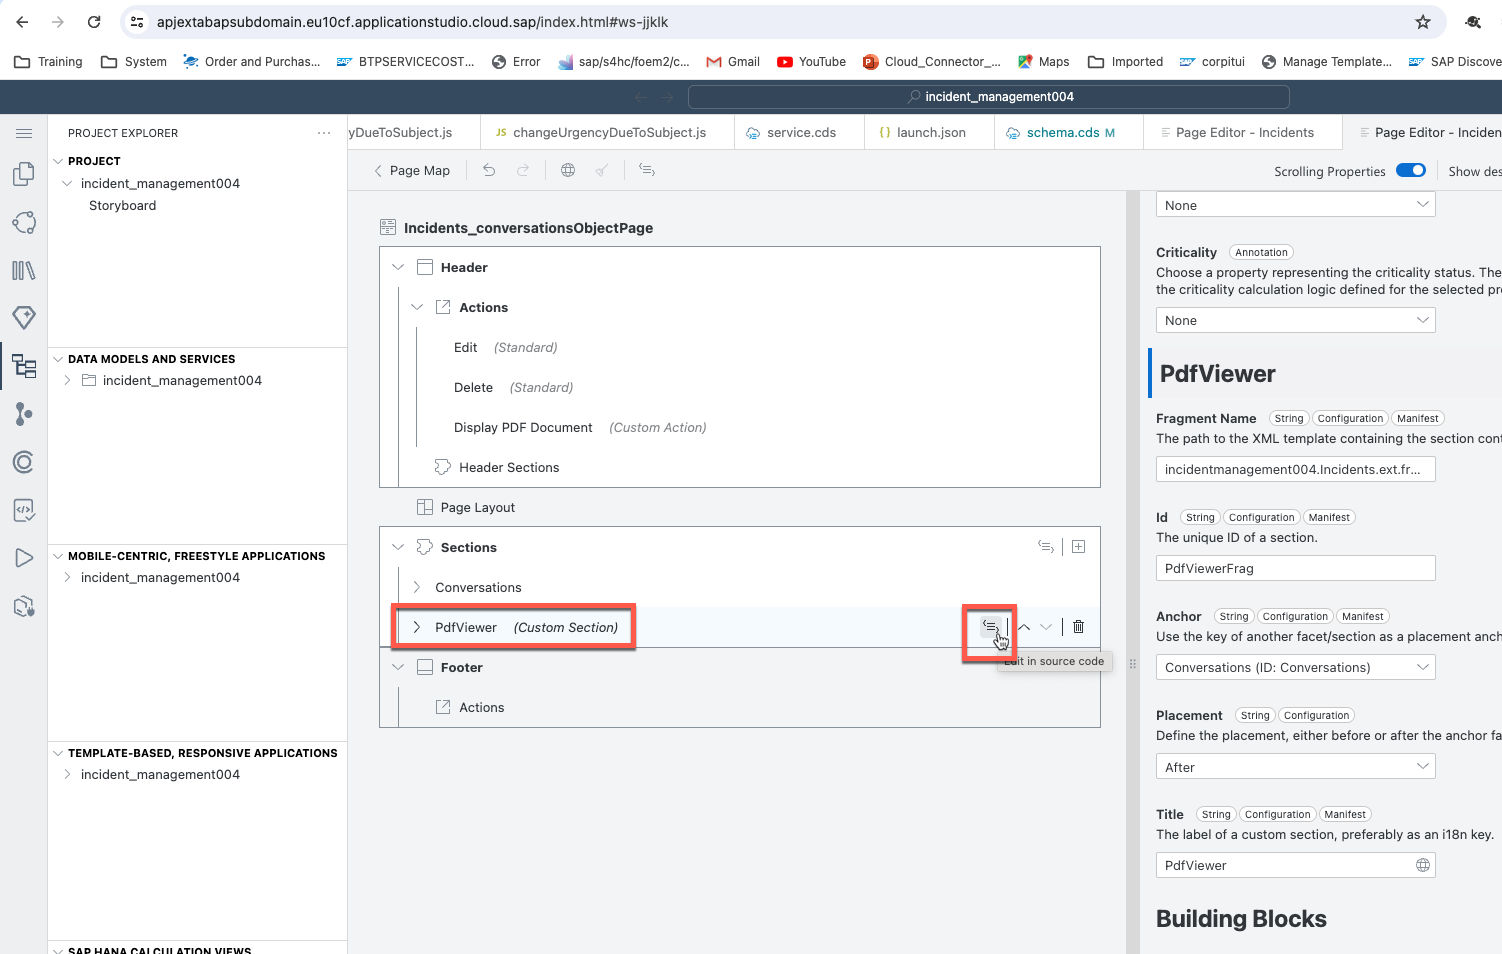 apjextabapsubdomain.eu10cf.applicationstudio.cloud.sap/index.html#ws-jjklk
Training
System
Order and Purchas...
BTPSERVICECOST...
Error
sap/s4hc/foem2/c...
Gmail
YouTube
Cloud_Connector_...
Maps
Imported
corpitui
Manage Template...
SAP Discove
incident_management004
PROJECT EXPLORER
yDueToSubject.js
JS changeUrgencyDueToSubject.js
service.cds
{} launch.json
schema.cds M
Page Editor - Incidents
Page Editor - Inciden
Page Map
Scrolling Properties
Show des
PROJECT
incident_management004
Storyboard
DATA MODELS AND SERVICES
incident_management004
MOBILE-CENTRIC, FREESTYLE APPLICATIONS
incident_management004
TEMPLATE-BASED, RESPONSIVE APPLICATIONS
incident_management004
SAP HANA CALCULATION VIEWS
Incidents_conversationsObjectPage
Header
Actions
Edit (Standard)
Delete (Standard)
Display PDF Document (Custom Action)
Header Sections
Page Layout
Sections
Conversations
PdfViewer (Custom Section)
Edit in source code
Footer
Actions
None
Criticality Annotation
Choose a property representing the criticality status. The
the criticality calculation logic defined for the selected pr
None
PdfViewer
Fragment Name String Configuration Manifest
The path to the XML template containing the section cont
incidentmanagement004.Incidents.ext.fr...
Id String Configuration Manifest
The unique ID of a section.
PdfViewerFrag
Anchor String Configuration Manifest
Use the key of another facet/section as a placement anch
Conversations (ID: Conversations)
Placement String Configuration
Define the placement, either before or after the anchor fa
After
Title String Configuration Manifest
The label of a custom section, preferably as an i18n key.
PdfViewer
Building Blocks